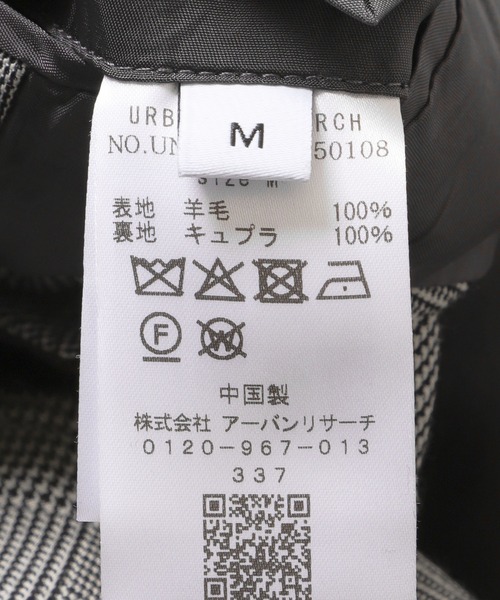 M
URB RCH
NO.UN 50108
SIZE M
表地 羊毛 100%
裏地 キュプラ 100%
F
W
中国製
株式会社 アーバンリサーチ
0120-967-013
337